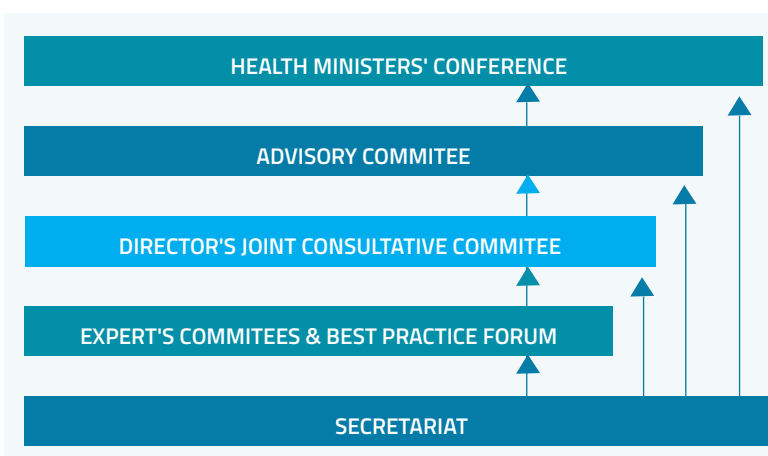 HEALTH MINISTERS' CONFERENCE
ADVISORY COMMITEE
DIRECTOR'S JOINT CONSULTATIVE COMMITEE
EXPERT'S COMMITEES & BEST PRACTICE FORUM
SECRETARIAT